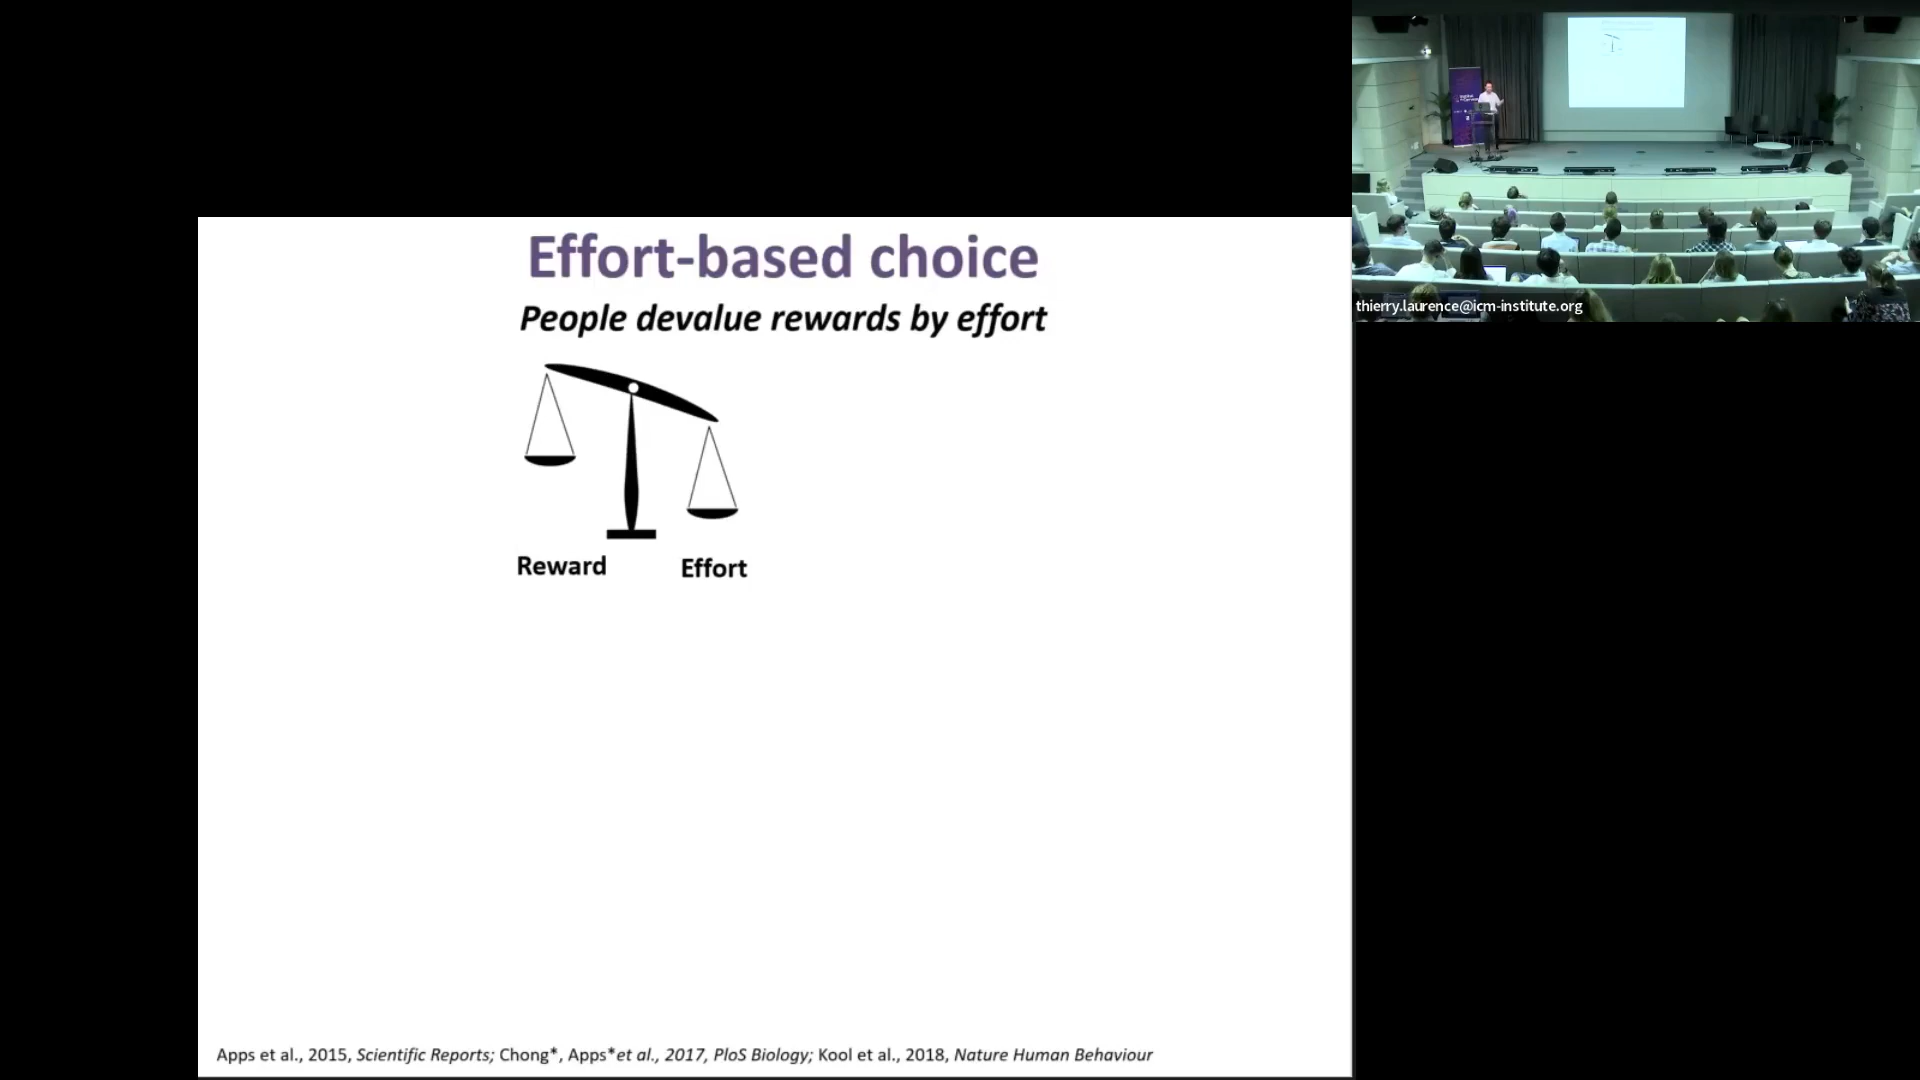 Effort-based choice
People devalue rewards by effort
thierry.laurence@icm-institute.org
Reward
Effort
Apps et al., 2015, Scientific Reports; Chong*, Apps*et al., 2017, PloS Biology; Kool et al., 2018, Nature Human Behaviour